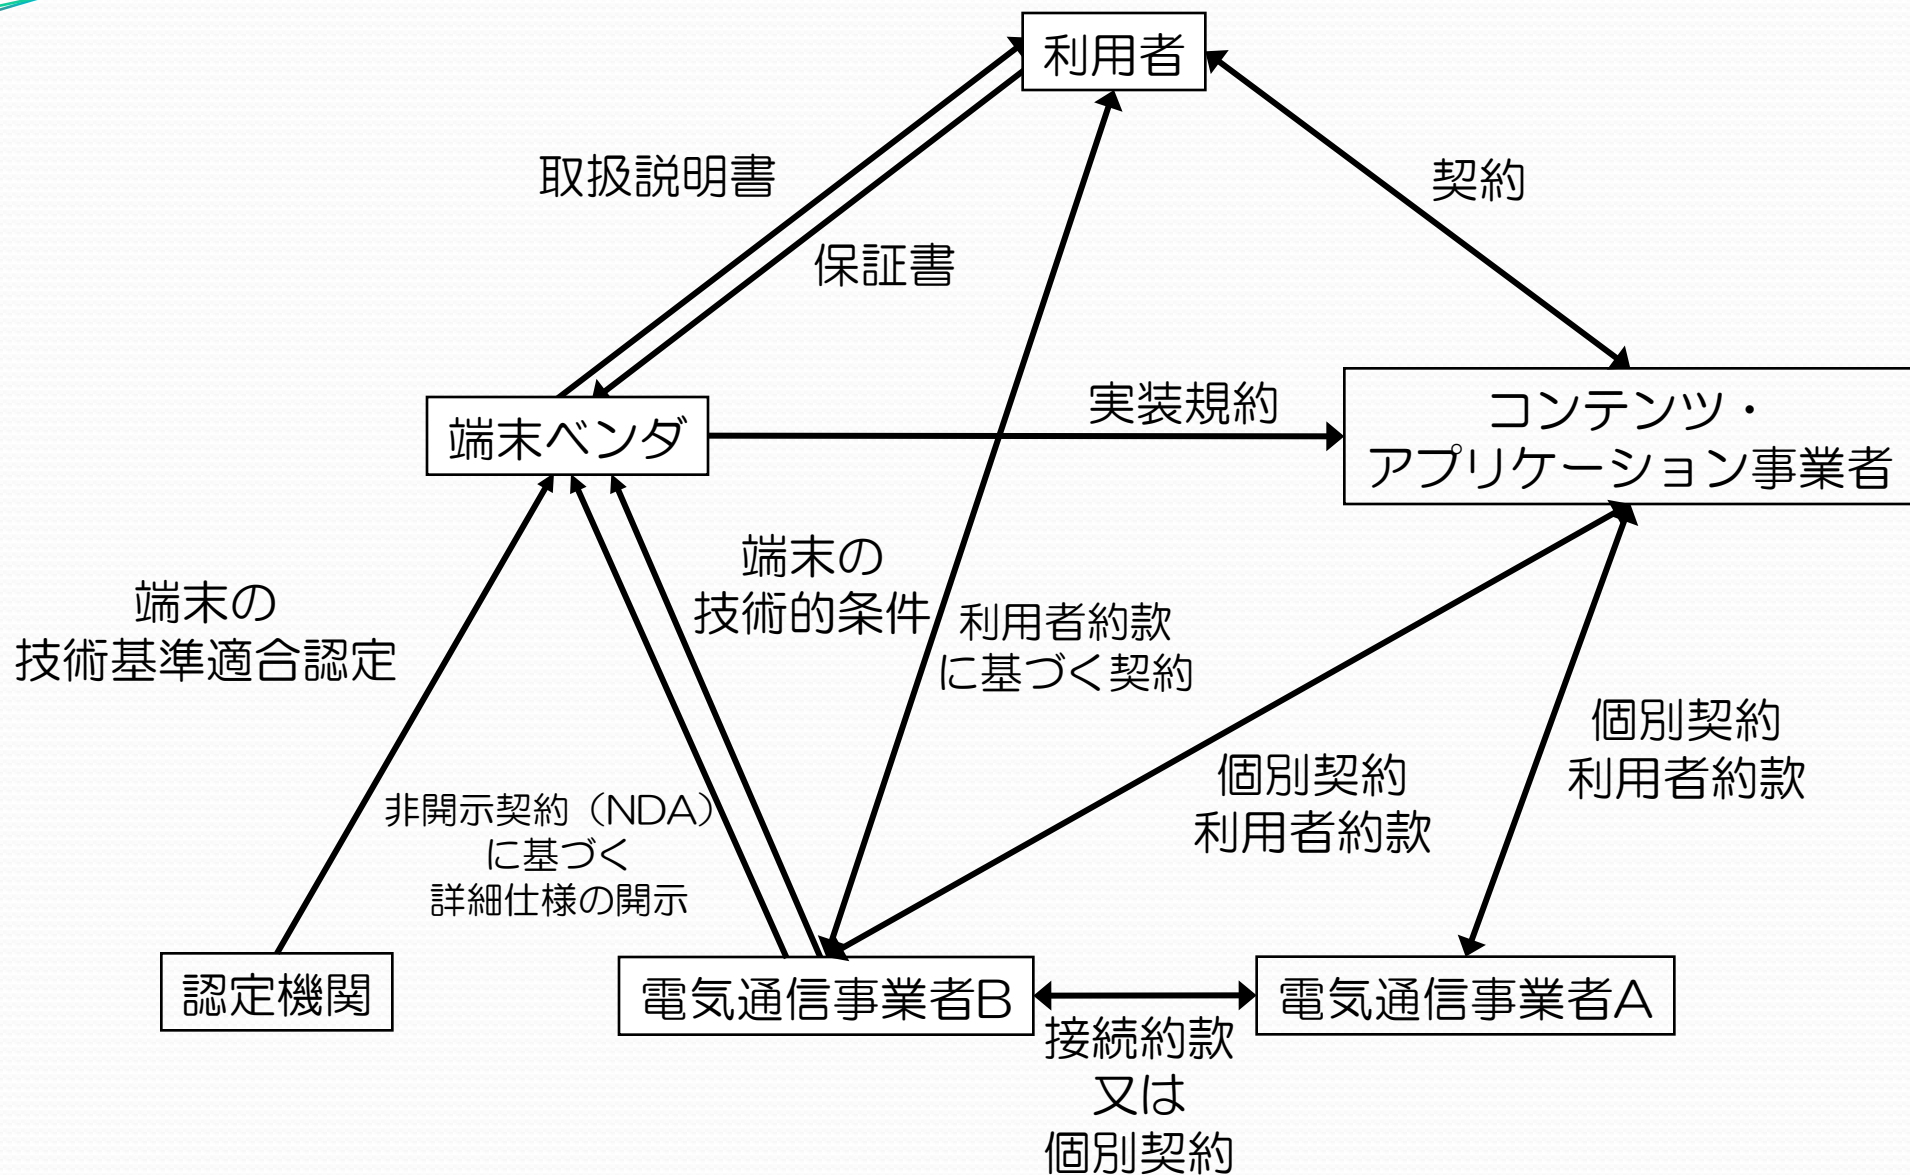 利用者
取扱説明書
契約
保証書
実装規約
コンテンツ・
アプリケーション事業者
端末ベンダ
端末の
技術的条件
端末の
技術基準適合認定
利用者約款
に基づく契約
個別契約
利用者約款
個別契約
利用者約款
非開示契約（NDA）
に基づく
詳細仕様の開示
認定機関
電気通信事業者B
電気通信事業者A
接続約款
又は
個別契約